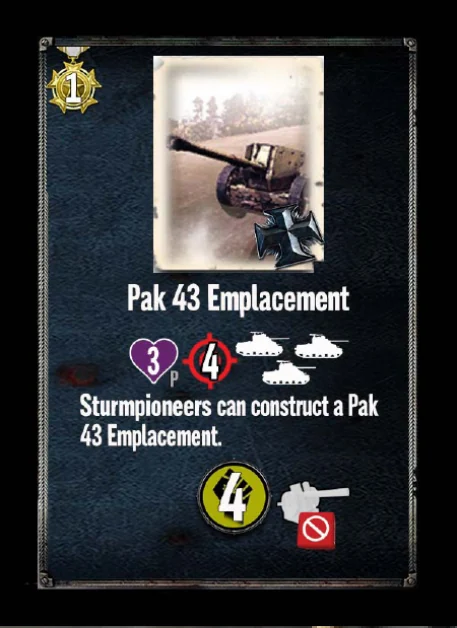 1
Pak 43 Emplacement
3 P 4
Sturmpioneers can construct a Pak
43 Emplacement.
4